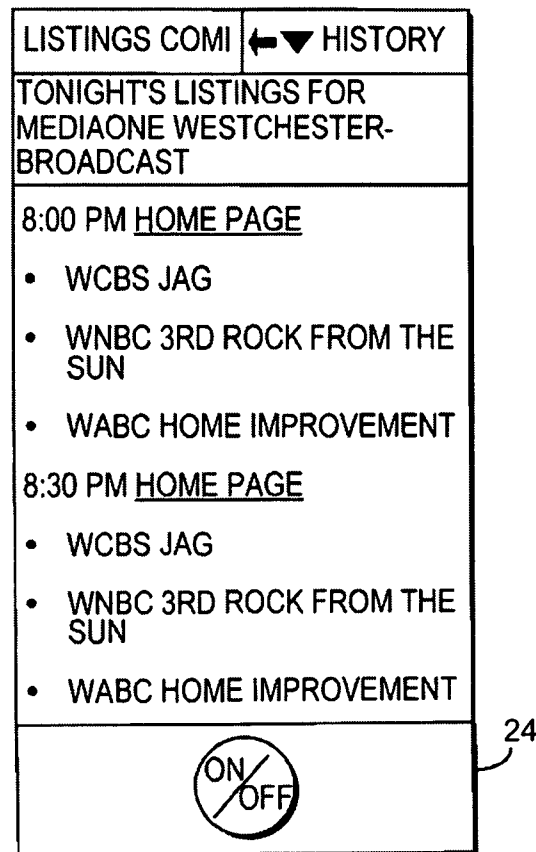 LISTINGS COMI ⬅▼ HISTORY
TONIGHT'S LISTINGS FOR
MEDIAONE WESTCHESTER-
BROADCAST
8:00 PM HOME PAGE
• WCBS JAG
• WNBC 3RD ROCK FROM THE
SUN
• WABC HOME IMPROVEMENT
8:30 PM HOME PAGE
• WCBS JAG
• WNBC 3RD ROCK FROM THE
SUN
• WABC HOME IMPROVEMENT
24
ON/OFF